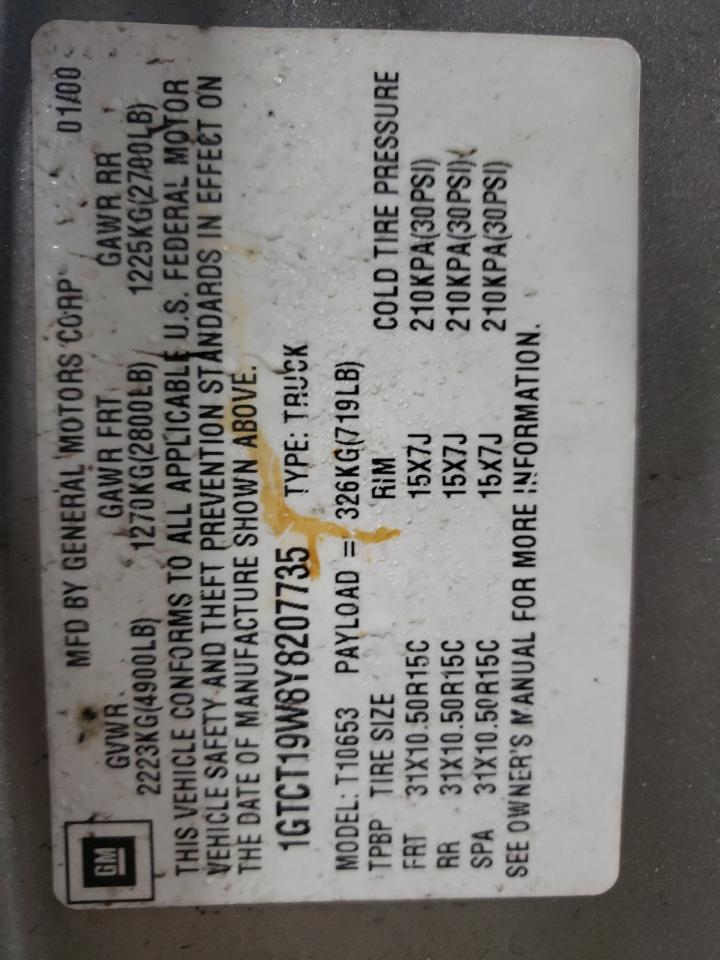 MFD BY GENERAL MOTORS CORP 01/00
GM
GVWR GAWR FRT GAWR RR
2223KG(4900LB) 1270KG(2800LB) 1225KG(2700LB)
THIS VEHICLE CONFORMS TO ALL APPLICABLE U.S. FEDERAL MOTOR
VEHICLE SAFETY AND THEFT PREVENTION STANDARDS IN EFFECT ON
THE DATE OF MANUFACTURE SHOWN ABOVE.
1GTCT19W6Y8207735 TYPE: TRUCK
MODEL: T10653 PAYLOAD = 326KG(719LB)
TPBP TIRE SIZE RIM COLD TIRE PRESSURE
FRT 31X10.50R15C 15X7J 210KPA(30PSI)
RR 31X10.50R15C 15X7J 210KPA(30PSI)
SPA 31X10.50R15C 15X7J 210KPA(30PSI)
SEE OWNER'S MANUAL FOR MORE INFORMATION.